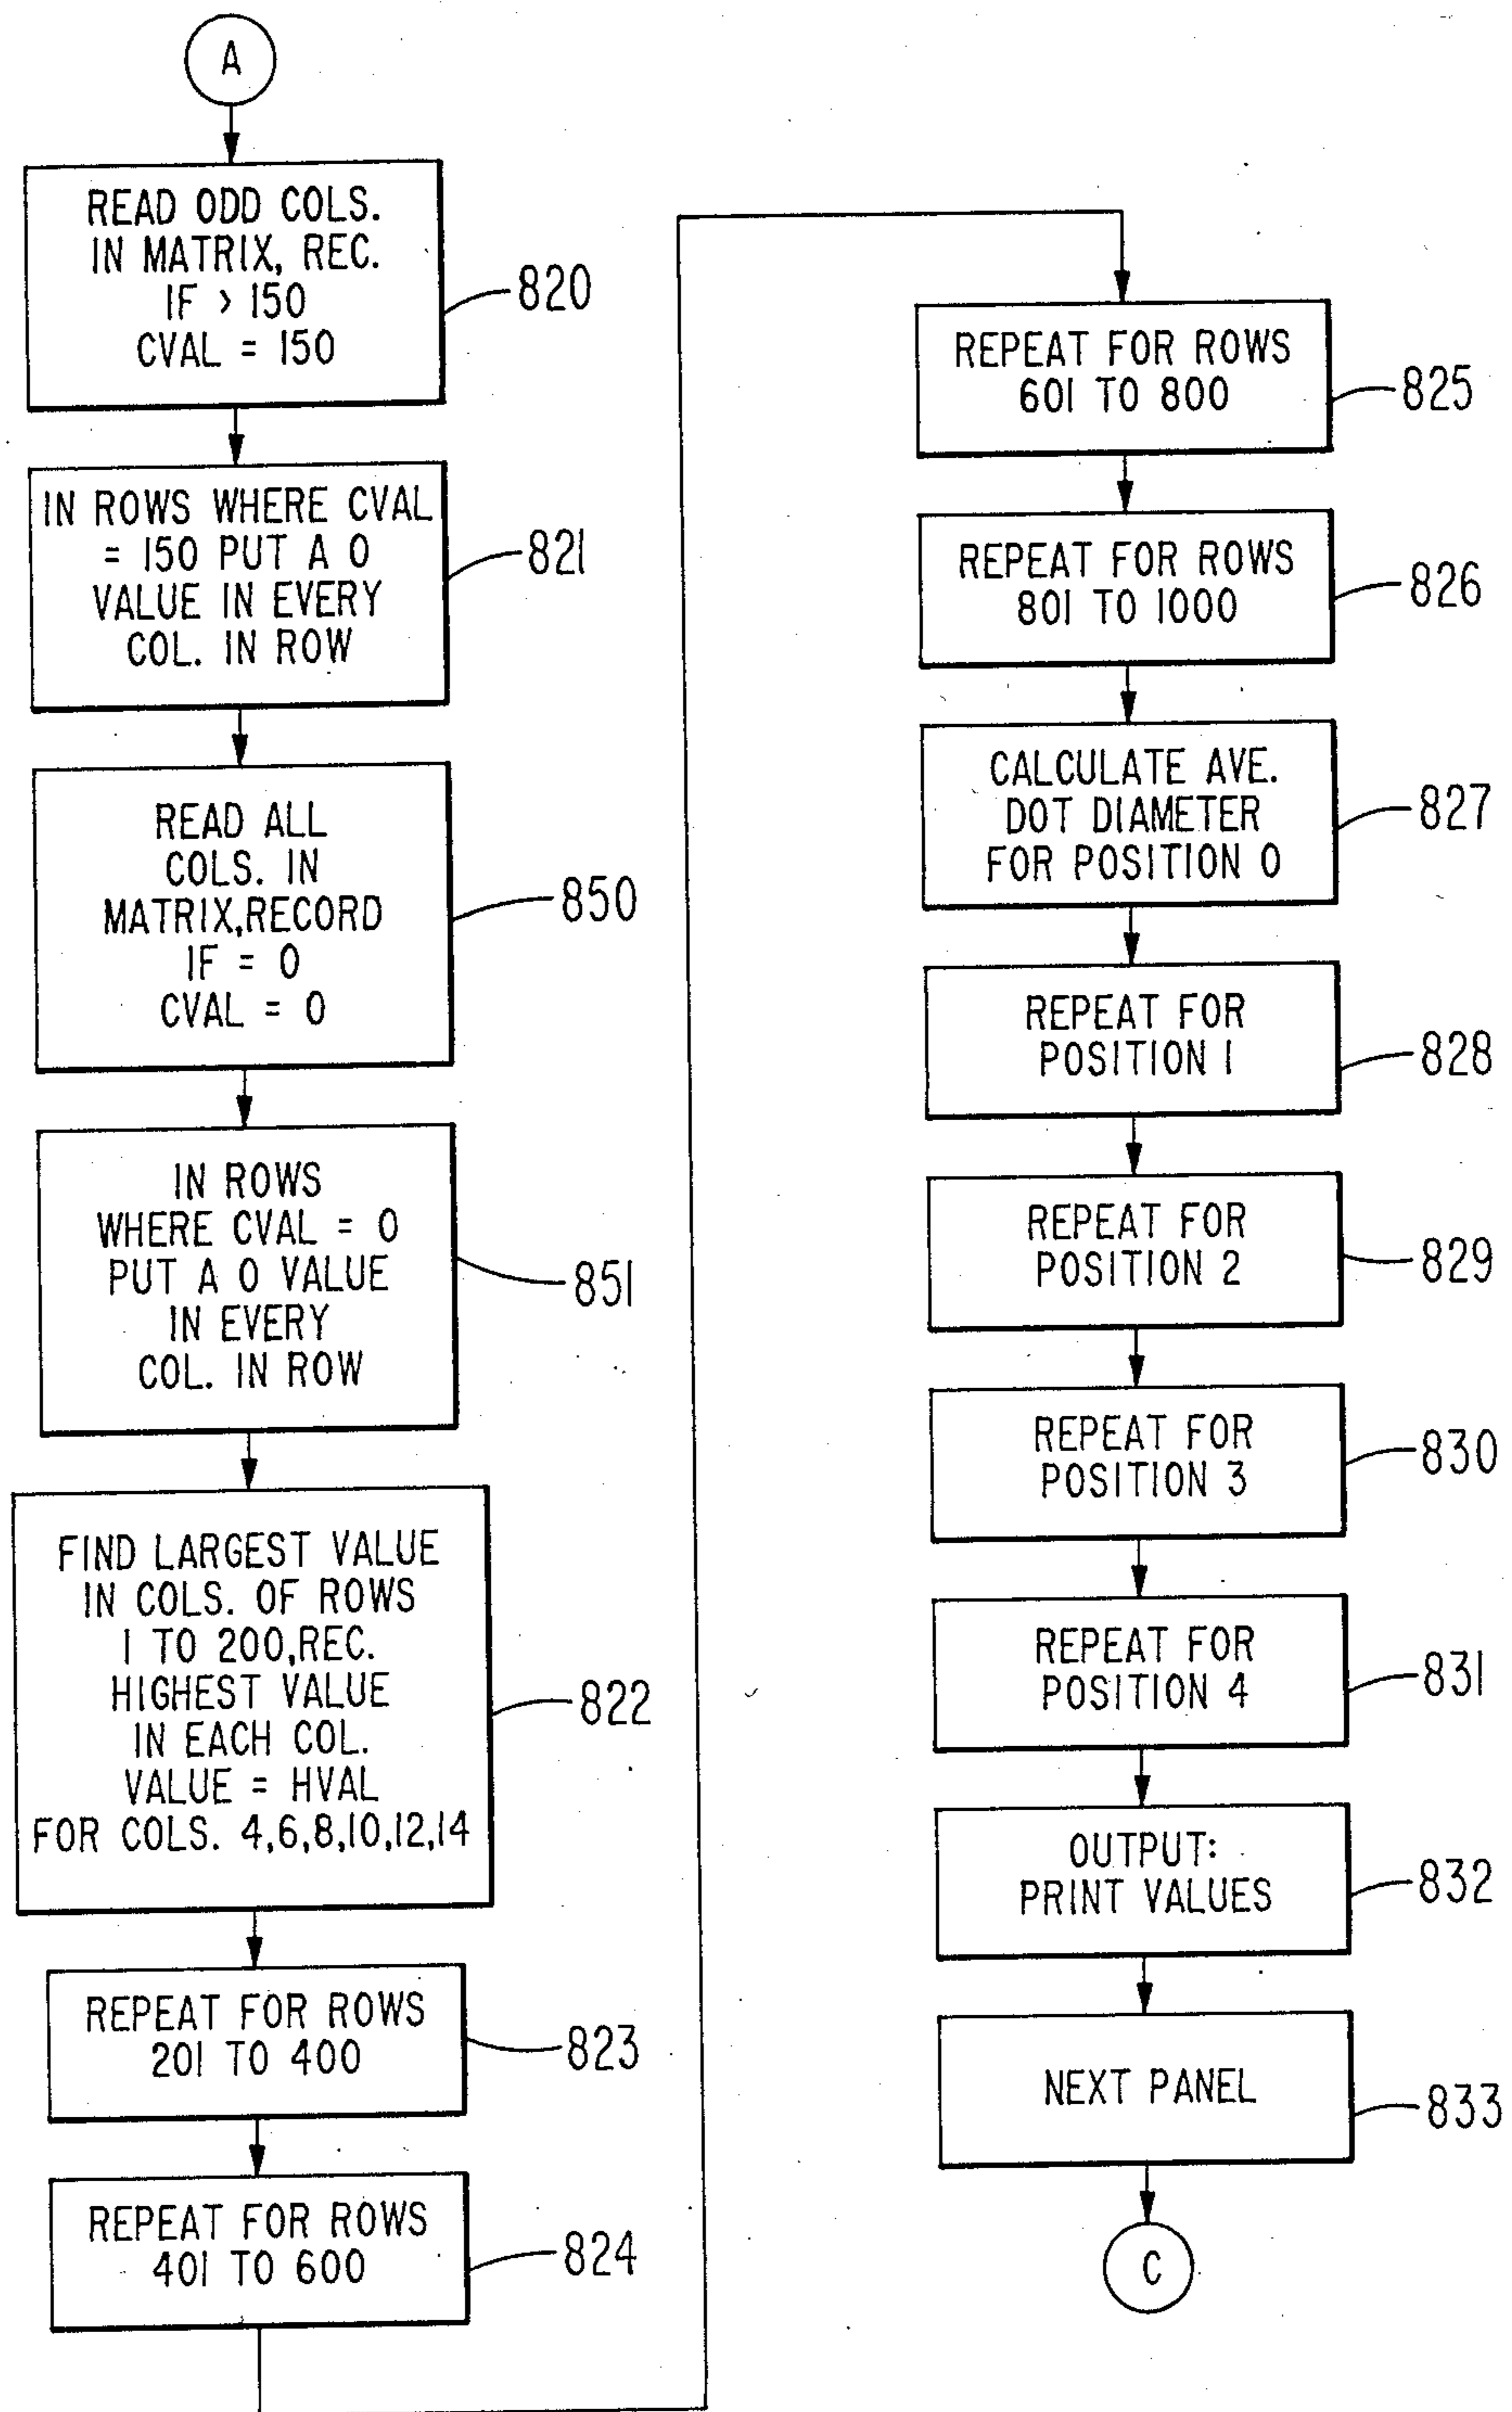 A
READ ODD COLS.
IN MATRIX, REC.
IF > 150
CVAL = 150
820
IN ROWS WHERE CVAL
= 150 PUT A 0
VALUE IN EVERY
COL. IN ROW
821
READ ALL
COLS. IN
MATRIX,RECORD
IF = 0
CVAL = 0
850
IN ROWS
WHERE CVAL = 0
PUT A 0 VALUE
IN EVERY
COL. IN ROW
851
FIND LARGEST VALUE
IN COLS. OF ROWS
1 TO 200,REC.
HIGHEST VALUE
IN EACH COL.
VALUE = HVAL
FOR COLS. 4,6,8,10,12,14
822
REPEAT FOR ROWS
201 TO 400
823
REPEAT FOR ROWS
401 TO 600
824
REPEAT FOR ROWS
601 TO 800
825
REPEAT FOR ROWS
801 TO 1000
826
CALCULATE AVE.
DOT DIAMETER
FOR POSITION 0
827
REPEAT FOR
POSITION 1
828
REPEAT FOR
POSITION 2
829
REPEAT FOR
POSITION 3
830
REPEAT FOR
POSITION 4
831
OUTPUT:
PRINT VALUES
832
NEXT PANEL
833
C